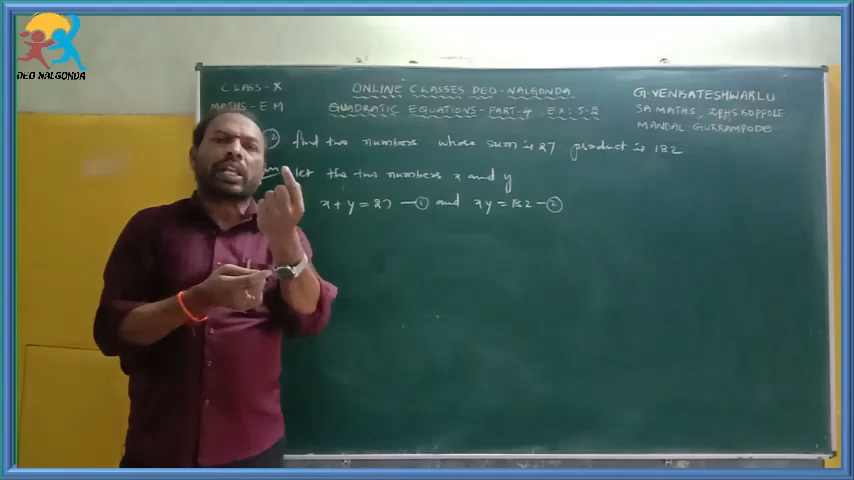 DEO NALGONDA
CLASS-X
ONLINE CLASSES DEO-NALGONDA
G. VENKATESHWARLU
MATHS-EM
QUADRATIC EQUATIONS-PART-4 EX:5.2
SA MATHS, ZPHS KOPPOLE
MANDAL GURRAMPODE
2) find two numbers whose sum is 27 product is 182
let the two numbers x and y
x + y = 27 —① and xy = 182 —②